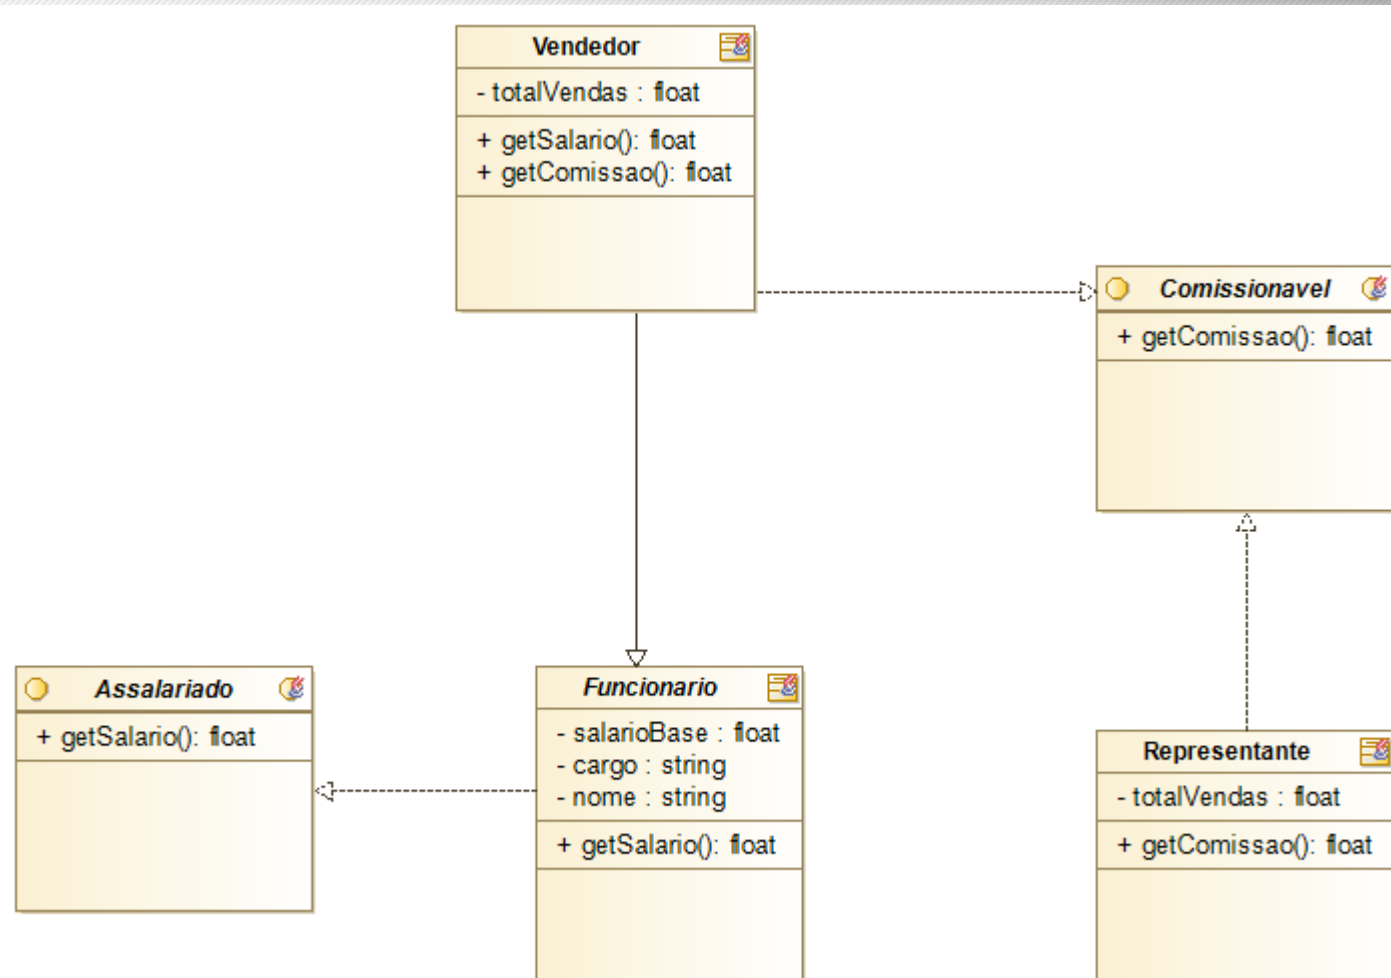 Vendedor
- totalVendas : float
+ getSalario(): float
+ getComissao(): float
Comissionavel
+ getComissao(): float
Assalariado
+ getSalario(): float
Funcionario
- salarioBase : float
- cargo : string
- nome : string
+ getSalario(): float
Representante
- totalVendas : float
+ getComissao(): float